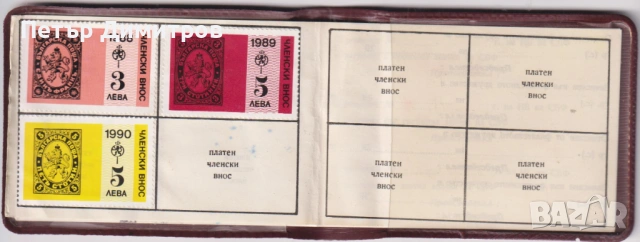 Петър Димитров
ЧЛЕНСКИ ВНОС
3
ЛЕВА
1989
ЧЛЕНСКИ ВНОС
5
ЛЕВА
1990
ЧЛЕНСКИ ВНОС
5
ЛЕВА
платен
членски
внос
платен
членски
внос
платен
членски
внос
платен
членски
внос
платен
членски
внос
BAZAR